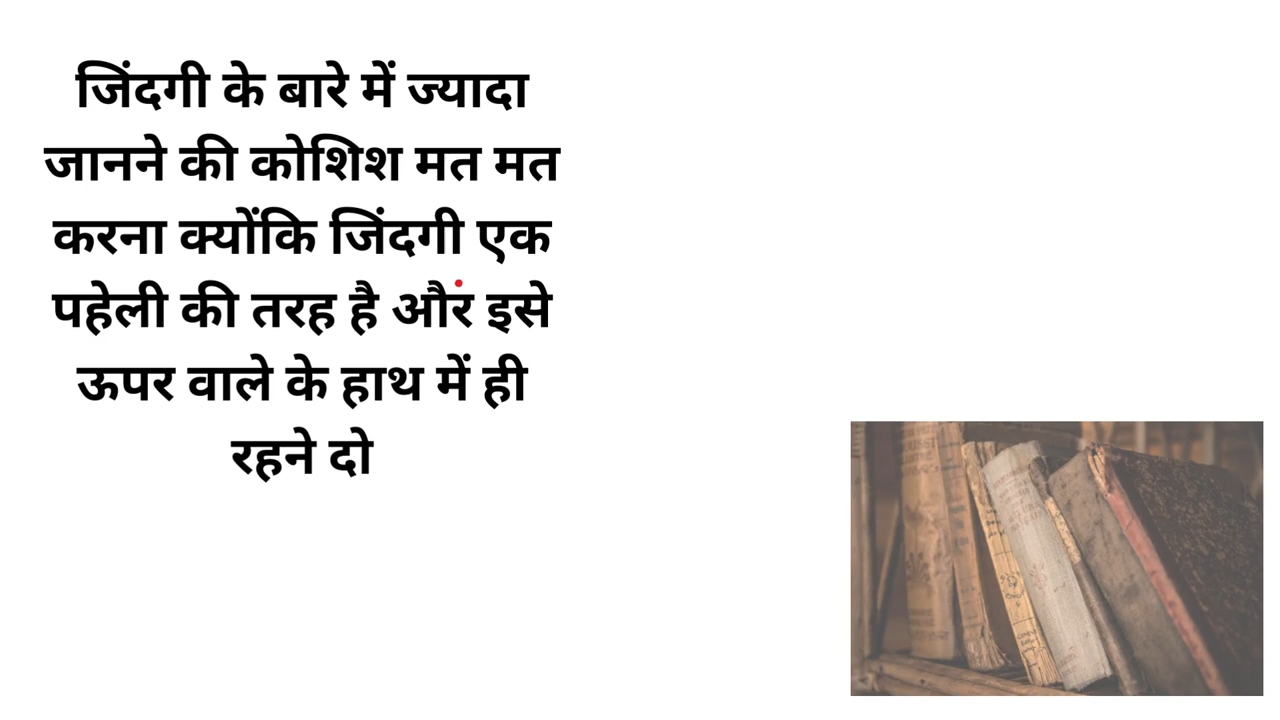 जिंदगी के बारे में ज्यादा
जानने की कोशिश मत मत
करना क्योंकि जिंदगी एक
पहेली की तरह है और इसे
ऊपर वाले के हाथ में ही
रहने दो